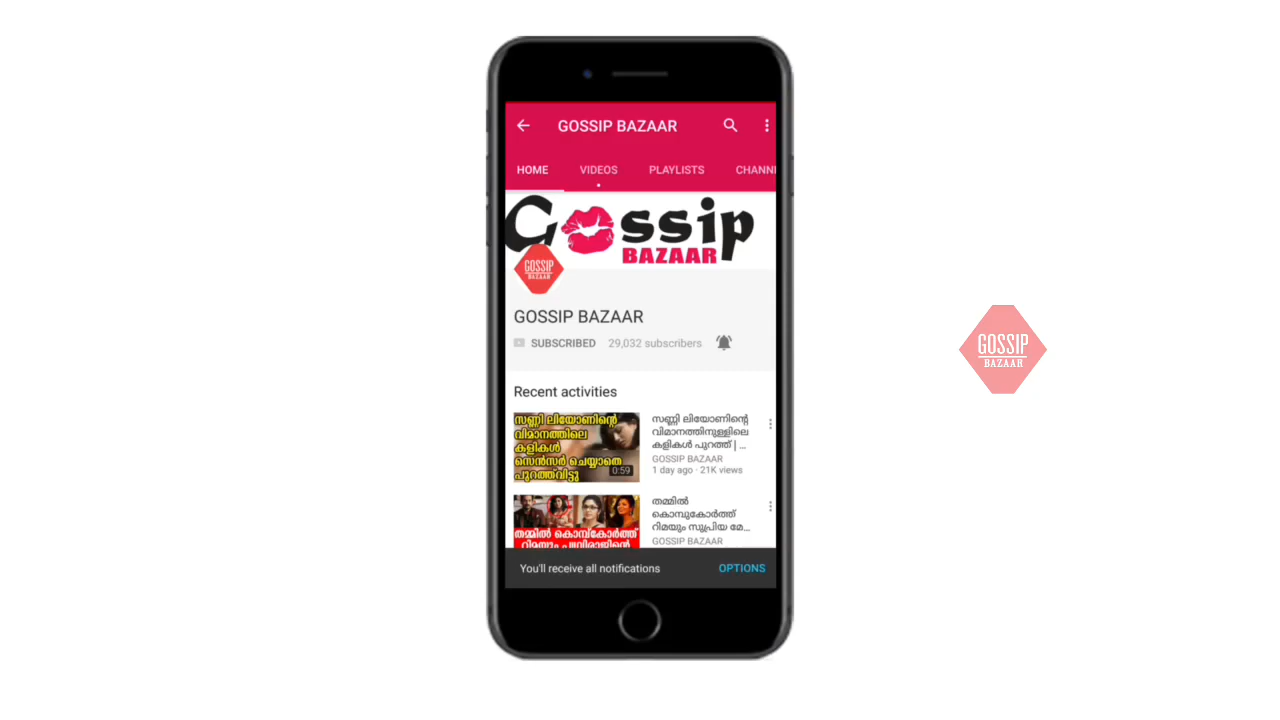 GOSSIP BAZAAR
HOME VIDEOS PLAYLISTS CHANN
Gossip
BAZAAR
GOSSIP
BAZAAR
GOSSIP BAZAAR
SUBSCRIBED 29,032 subscribers
Recent activities
സണ്ണി ലിയോണിന്റെ
വിമാനത്തിലെ
കളികൾ
സെൻസർ ചെയ്യാതെ
പുറത്തുവിട്ടു
0:59
സണ്ണി ലിയോണിന്റെ
വിമാനത്തിനുള്ളിലെ
കളികൾ പുറത്ത് | ...
GOSSIP BAZAAR
1 day ago · 21K views
തമ്മിൽ കൊമ്പ്കോർത്ത്
തമ്മിൽ
കൊമ്പുകോർത്ത്
റിമയും സുപ്രിയ മേ...
GOSSIP BAZAAR
You'll receive all notifications OPTIONS
GOSSIP
BAZAAR